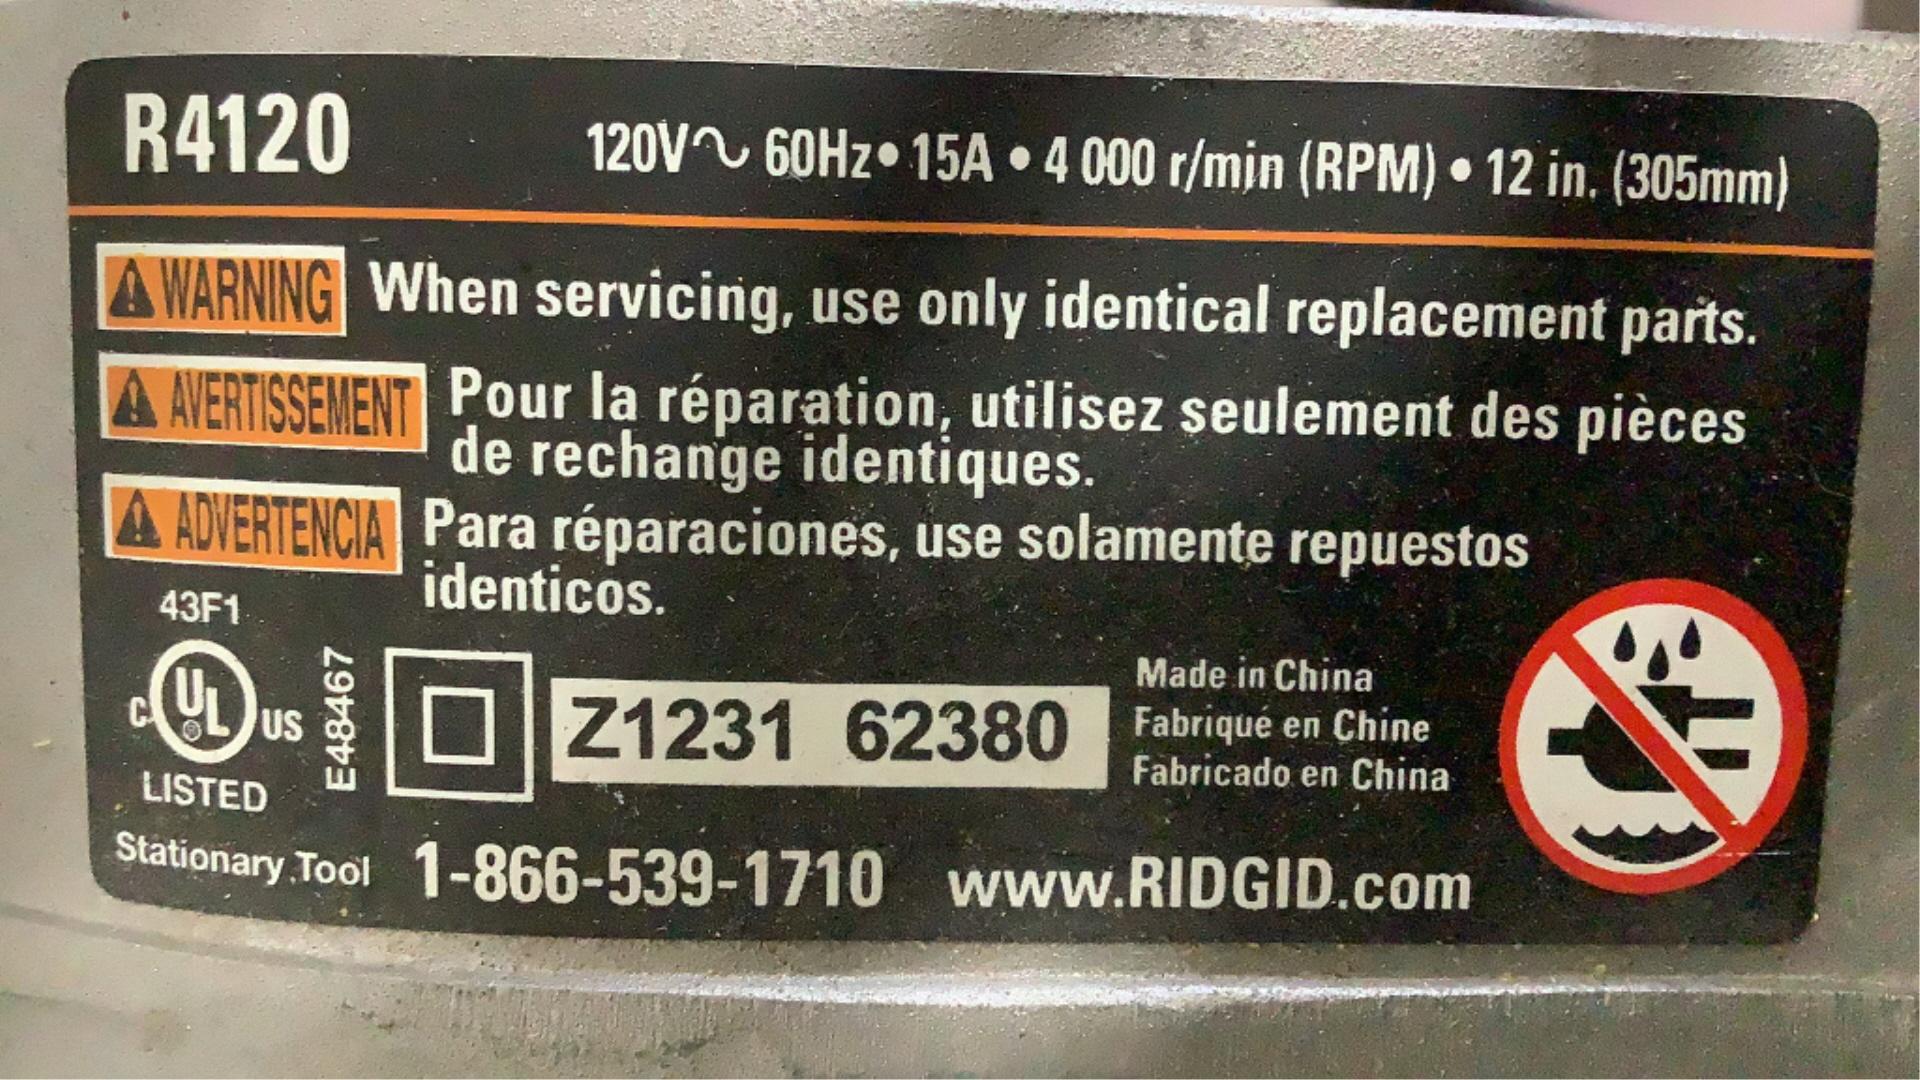 R4120
120V～ 60Hz • 15A • 4 000 r/min (RPM) • 12 in. (305mm)
WARNING When servicing, use only identical replacement parts.
AVERTISSEMENT Pour la réparation, utilisez seulement des pièces
de rechange identiques.
ADVERTENCIA Para réparaciones, use solamente repuestos
identicos.
43F1
C UL ® US
LISTED
E48467
Z1231 62380
Made in China
Fabriqué en Chine
Fabricado en China
Stationary Tool 1-866-539-1710 www.RIDGID.com